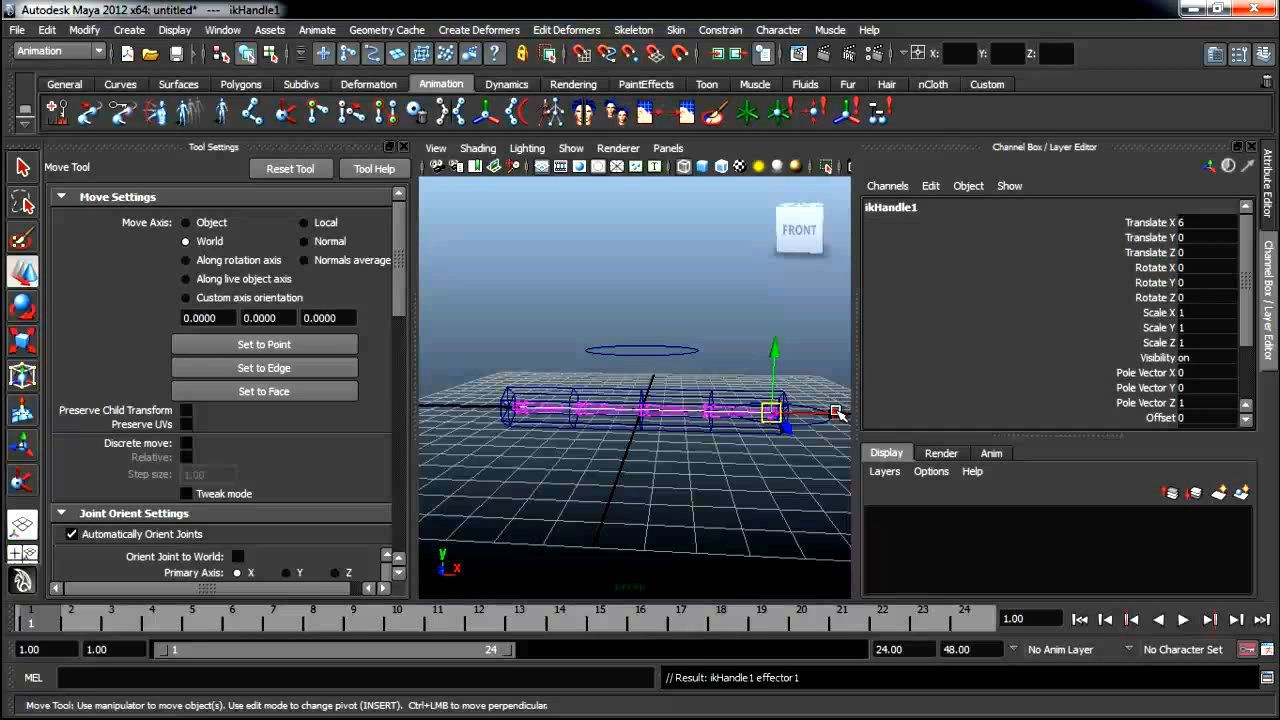 Autodesk Maya 2012 x64: untitled* --- ikHandle1
File Edit Modify Create Display Window Assets Animate Geometry Cache Create Deformers Edit Deformers Skeleton Skin Constrain Character Muscle Help
Animation X: Y: Z:
General Curves Surfaces Polygons Subdivs Deformation Animation Dynamics Rendering PaintEffects Toon Muscle Fluids Fur Hair nCloth Custom
Tool Settings
Move Tool Reset Tool Tool Help
Move Settings
Move Axis: Object Local
World Normal
Along rotation axis Normals average
Along live object axis
Custom axis orientation
0.0000 0.0000 0.0000
Set to Point
Set to Edge
Set to Face
Preserve Child Transform
Preserve UVs
Discrete move:
Relative:
Step size: 1.00
Tweak mode
Joint Orient Settings
Automatically Orient Joints
Orient Joint to World:
Primary Axis: X Y Z
View Shading Lighting Show Renderer Panels
FRONT
y
z x
persp
Channel Box / Layer Editor
Channels Edit Object Show
ikHandle1
Translate X 6
Translate Y 0
Translate Z 0
Rotate X 0
Rotate Y 0
Rotate Z 0
Scale X 1
Scale Y 1
Scale Z 1
Visibility on
Pole Vector X 0
Pole Vector Y 0
Pole Vector Z 1
Offset 0
Display Render Anim
Layers Options Help
Attribute Editor
Channel Box / Layer Editor
1 2 3 4 5 6 7 8 9 10 11 12 13 14 15 16 17 18 19 20 21 22 23 24
1
1.00
1.00 1.00 1 24 24.00 48.00 No Anim Layer No Character Set
MEL // Result: ikHandle1 effector1
Move Tool: Use manipulator to move object(s). Use edit mode to change pivot (INSERT). Ctrl+LMB to move perpendicular.